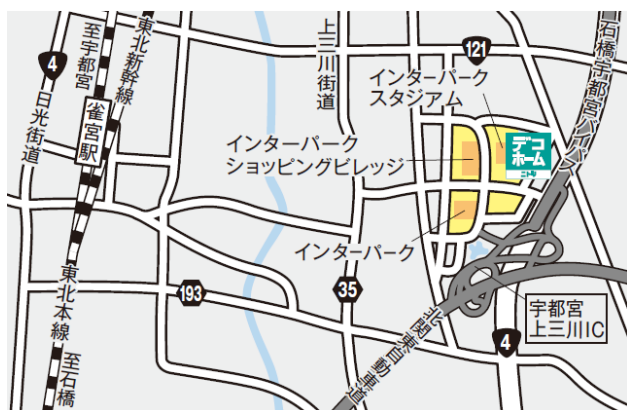 4
日光街道
至宇都宮
雀宮駅
東北新幹線
東北本線
至石橋
上三川街道
121
石橋宇都宮バイパス
インターパーク
スタジアム
デコ
ホーム
ニトリ
インターパーク
ショッピングビレッジ
インターパーク
193
35
北関東自動車道
宇都宮
上三川IC
4